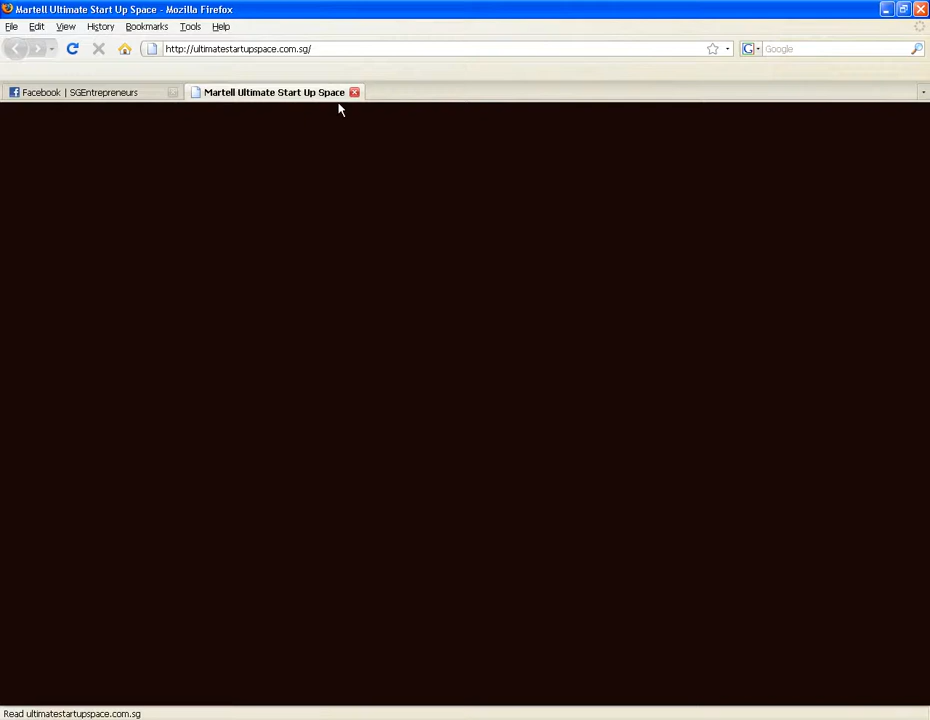 Martell Ultimate Start Up Space - Mozilla Firefox
File Edit View History Bookmarks Tools Help
http://ultimatestartupspace.com.sg/ Google
Facebook | SGEntrepreneurs Martell Ultimate Start Up Space
Read ultimatestartupspace.com.sg